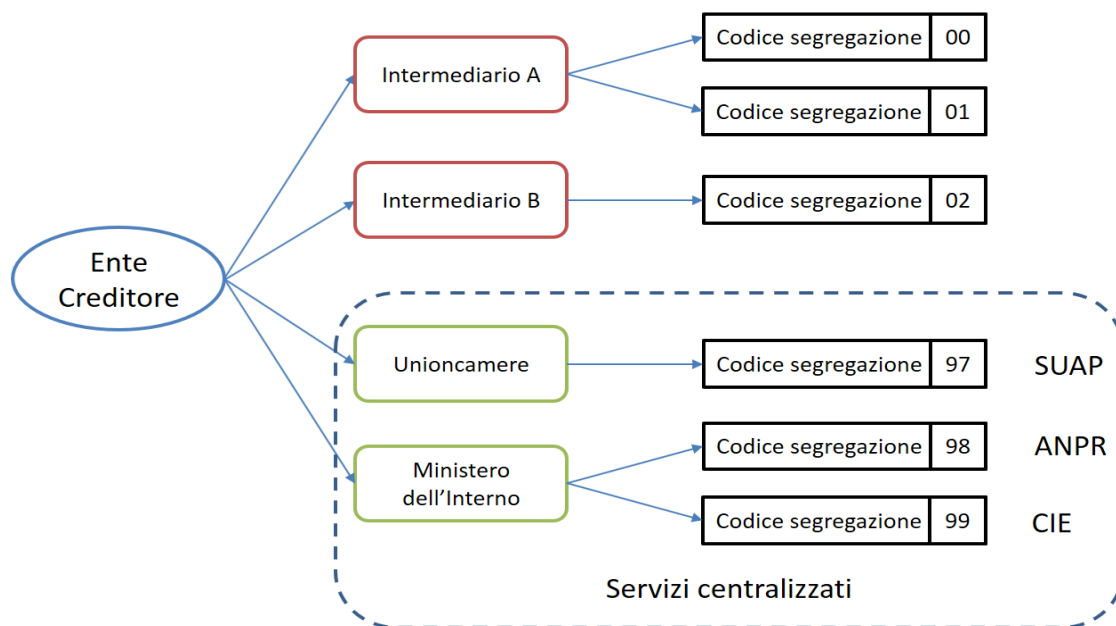 Ente
Creditore
Intermediario A
Codice segregazione 00
Codice segregazione 01
Intermediario B
Codice segregazione 02
Unioncamere
Codice segregazione 97 SUAP
Ministero
dell'Interno
Codice segregazione 98 ANPR
Codice segregazione 99 CIE
Servizi centralizzati